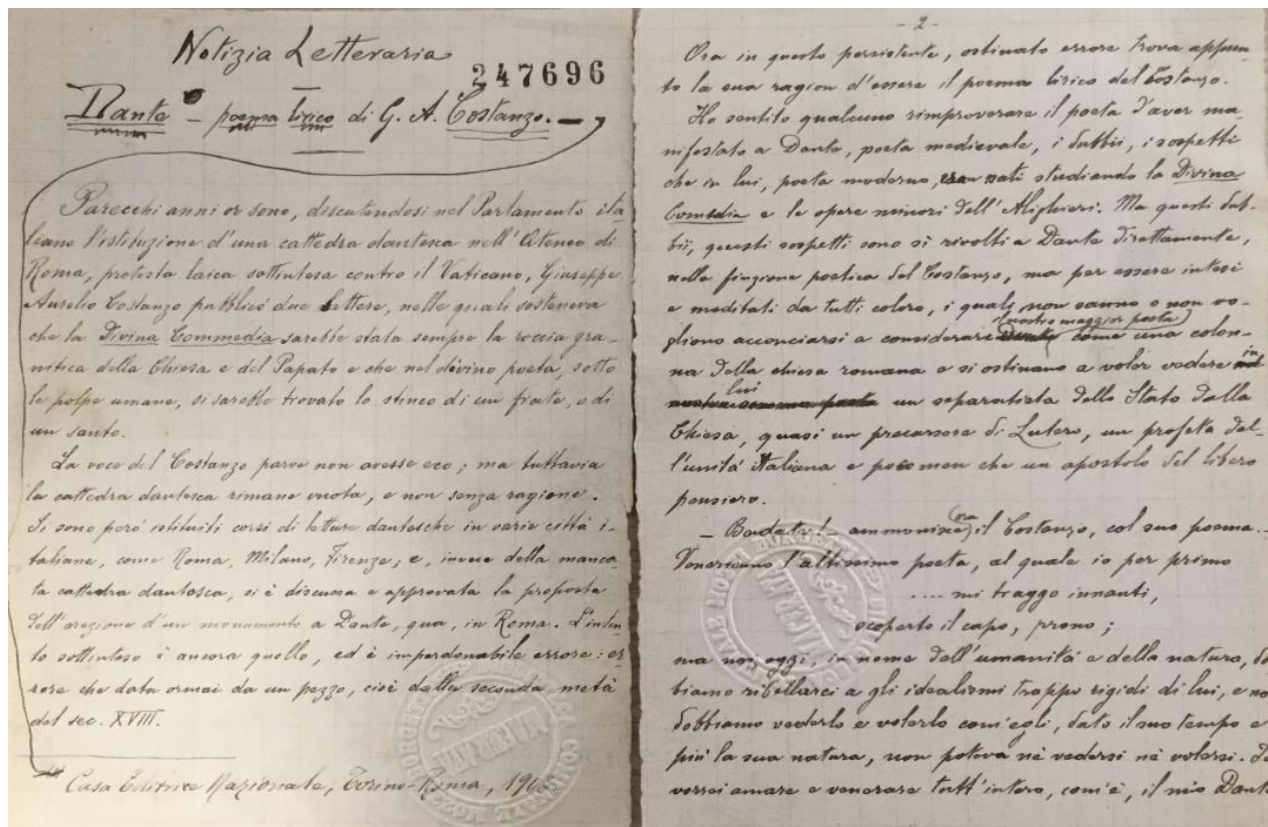 Notizia Letteraria
247696
Dante - poema lirico di G. A. Costanzo. -
Parecchi anni or sono, discutendosi nel Parlamento ita-
liano l'istituzione d'una cattedra dantesca nell'Ateneo di
Roma, protesta laica sottintesa contro il Vaticano, Giuseppe
Aurelio Costanzo pubblicò due lettere, nelle quali sosteneva
che la Divina Commedia sarebbe stata sempre la roccia gra-
nitica della Chiesa e del Papato e che nel divino poeta, sotto
le polpe umane, si sarebbe trovato lo stinco di un frate, o di
un santo.
La voce del Costanzo parve non avesse eco; ma tuttavia
la cattedra dantesca rimane vuota, e non senza ragione.
Si sono però istituiti corsi di letture dantesche in varie città i-
taliane, come Roma, Milano, Firenze; e, invece della manca-
ta cattedra dantesca, si è discussa e approvata la proposta
dell'erezione d'un monumento a Dante, qua, in Roma. L'inten-
to sottinteso è ancora quello, ed è imperdonabile errore: er-
rore che data ormai da un pezzo, cioè dalla seconda metà
del sec. XVIII.
Casa Editrice Nazionale, Torino-Roma, 190
- 2 -
Ora in questo persistente, ostinato errore trova appun-
to la sua ragion d'essere il poema lirico del Costanzo.
Ho sentito qualcuno rimproverare il poeta d'aver ma-
nifestato a Dante, poeta medievale, i dubbii, i sospetti
che in lui, poeta moderno, eran nati studiando la Divina
Comedia e le opere minori dell'Alighieri. Ma questi dub-
bii, questi sospetti sono sì rivolti a Dante direttamente,
nella finzione poetica del Costanzo, ma per essere intesi
e meditati da tutti coloro, i quali non sanno o non vo-
gliono acconciarsi a considerare Dante il nostro maggior poeta come una colon-
na della chiesa romana e si ostinano a voler vedere in
lui un separatista dello Stato dalla
Chiesa, quasi un precursore di Lutero, un profeta del-
l'unità italiana e poco men che un apostolo del libero
pensiero.
- Badate! - ammonisce ora il Costanzo, col suo poema. -
Veneriamo l'altissimo poeta, al quale io per primo
.... mi traggo innanti,
scoperto il capo, prono;
ma noi, oggi, in nome dell'umanità e della natura, do
biamo ribellarci a gli idealismi troppo rigidi di lui, e no
dobbiamo vederlo e volerlo com'egli, dato il suo tempo e
più la sua natura, non poteva nè vedersi nè volersi.
vorrei amare e venerare tutt'intero, com'è, il mio Dante